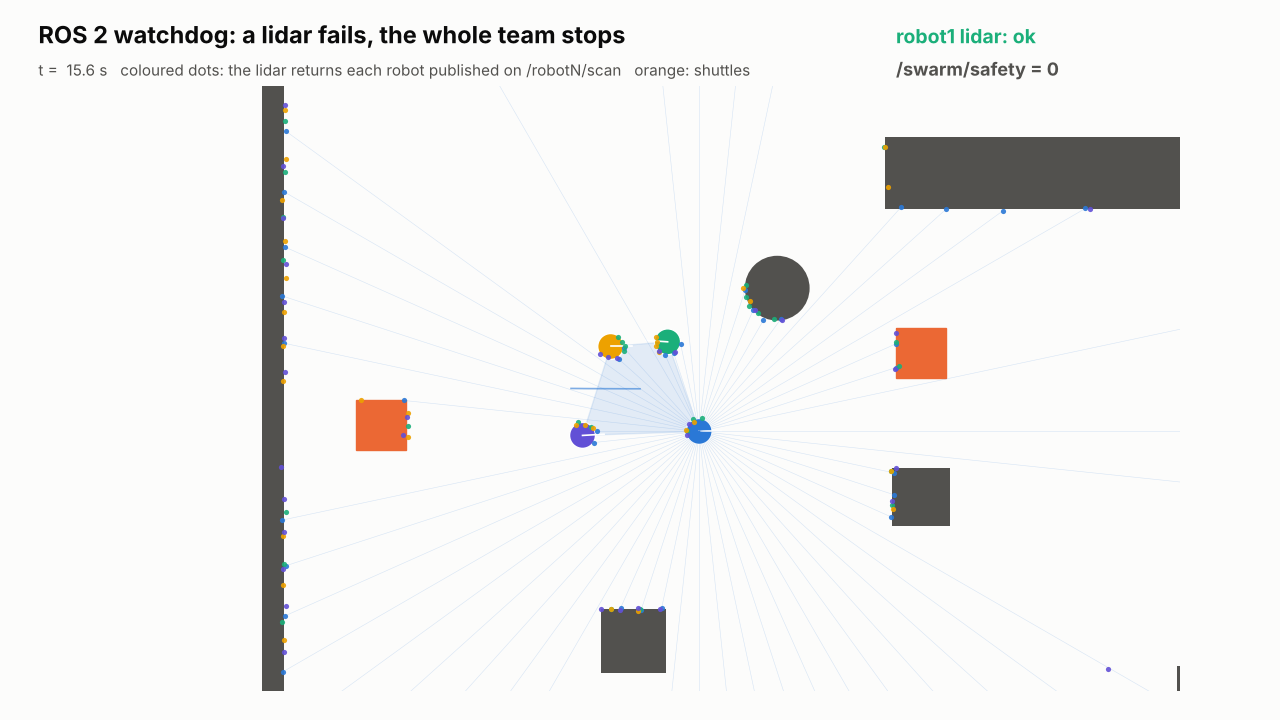 ROS 2 watchdog: a lidar fails, the whole team stops
robot1 lidar: ok
t =  15.6 s   coloured dots: the lidar returns each robot published on /robotN/scan   orange: shuttles
/swarm/safety = 0